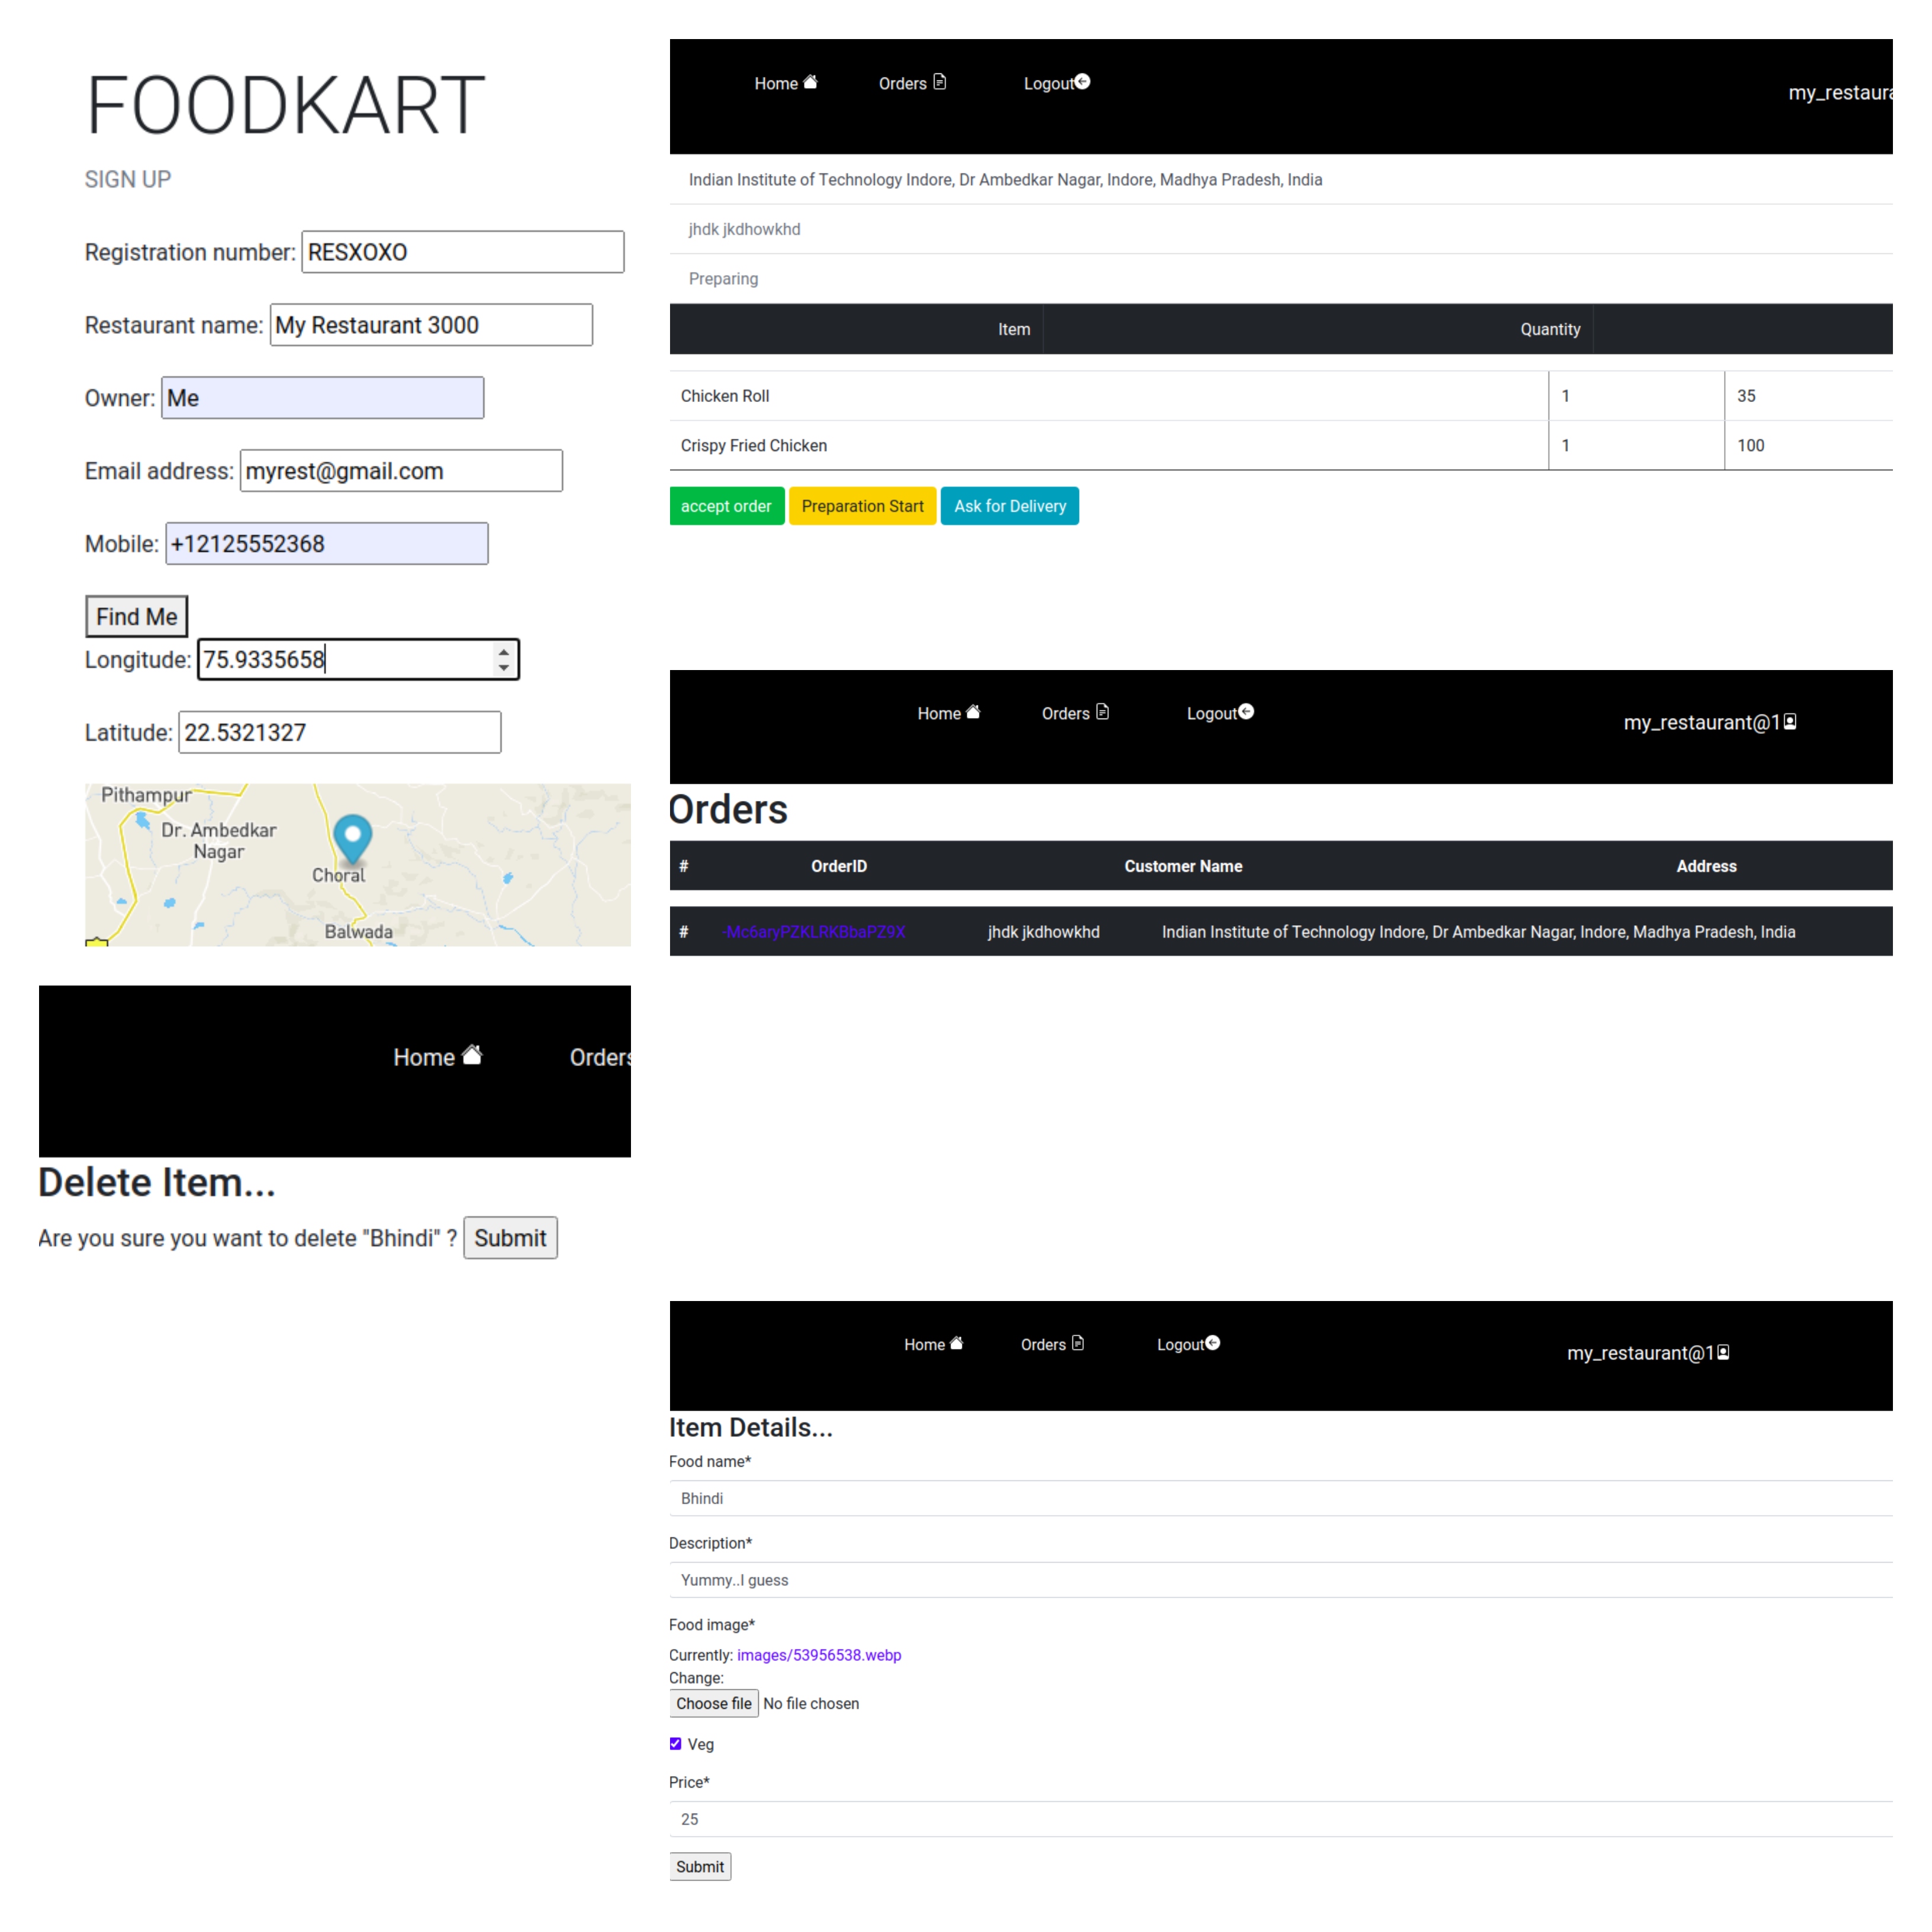 FOODKART
SIGN UP
Registration number: RESXOXO
Restaurant name: My Restaurant 3000
Owner: Me
Email address: myrest@gmail.com
Mobile: +12125552368
Find Me
Longitude: 75.9335658
Latitude: 22.5321327
Pithampur
Dr. Ambedkar
Nagar
Choral
Balwada
Home Orders
Delete Item...
Are you sure you want to delete "Bhindi" ? Submit
Home Orders Logout my_restaura
Indian Institute of Technology Indore, Dr Ambedkar Nagar, Indore, Madhya Pradesh, India
jhdk jkdhowkhd
Preparing
Item Quantity
Chicken Roll 1 35
Crispy Fried Chicken 1 100
accept order Preparation Start Ask for Delivery
Home Orders Logout my_restaurant@1
Orders
# OrderID Customer Name Address
# -Mc6aryPZKLRKBbaPZ9X jhdk jkdhowkhd Indian Institute of Technology Indore, Dr Ambedkar Nagar, Indore, Madhya Pradesh, India
Home Orders Logout my_restaurant@1
Item Details...
Food name*
Bhindi
Description*
Yummy..I guess
Food image*
Currently: images/53956538.webp
Change:
Choose file No file chosen
Veg
Price*
25
Submit